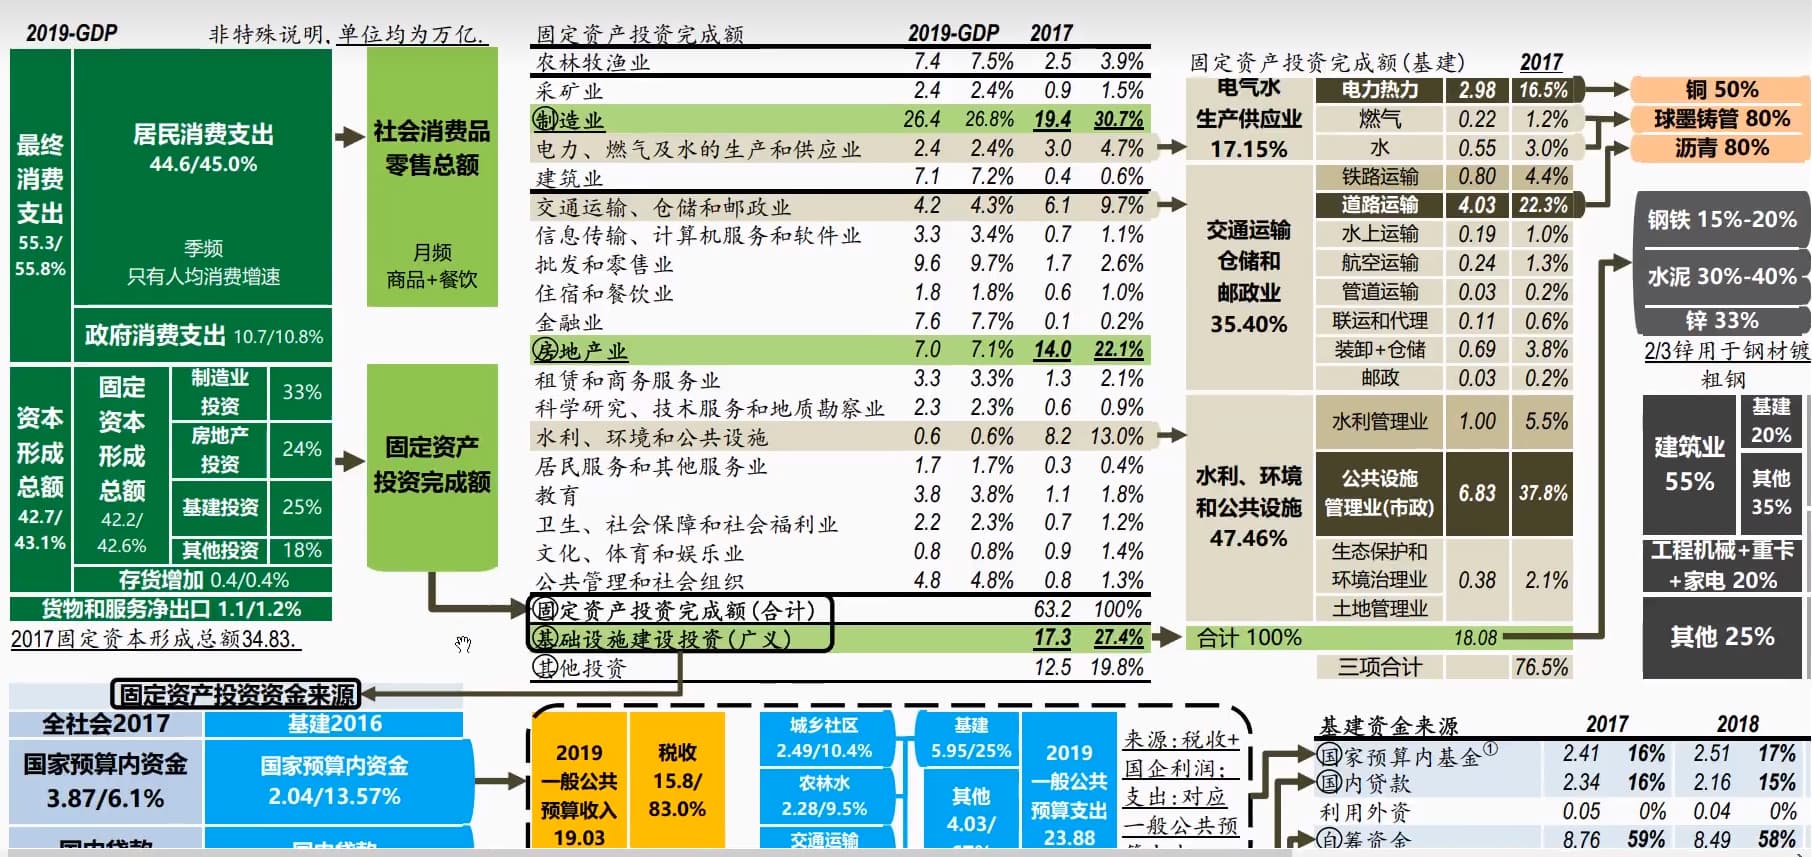 2019-GDP
非特殊说明，单位均为万亿.
最终
消费
支出
55.3/
55.8%
居民消费支出
44.6/45.0%
季频
只有人均消费增速
政府消费支出 10.7/10.8%
资本
形成
总额
42.7/
43.1%
固定
资本
形成
总额
42.2/
42.6%
制造业
投资
33%
房地产
投资
24%
基建投资
25%
其他投资
18%
存货增加 0.4/0.4%
货物和服务净出口 1.1/1.2%
2017固定资本形成总额34.83.
社会消费品
零售总额
月频
商品+餐饮
固定资产
投资完成额
固定资产投资完成额 2019-GDP 2017
农林牧渔业 7.4 7.5% 2.5 3.9%
采矿业 2.4 2.4% 0.9 1.5%
制造业 26.4 26.8% 19.4 30.7%
电力、燃气及水的生产和供应业 2.4 2.4% 3.0 4.7%
建筑业 7.1 7.2% 0.4 0.6%
交通运输、仓储和邮政业 4.2 4.3% 6.1 9.7%
信息传输、计算机服务和软件业 3.3 3.4% 0.7 1.1%
批发和零售业 9.6 9.7% 1.7 2.6%
住宿和餐饮业 1.8 1.8% 0.6 1.0%
金融业 7.6 7.7% 0.1 0.2%
房地产业 7.0 7.1% 14.0 22.1%
租赁和商务服务业 3.3 3.3% 1.3 2.1%
科学研究、技术服务和地质勘察业 2.3 2.3% 0.6 0.9%
水利、环境和公共设施 0.6 0.6% 8.2 13.0%
居民服务和其他服务业 1.7 1.7% 0.3 0.4%
教育 3.8 3.8% 1.1 1.8%
卫生、社会保障和社会福利业 2.2 2.3% 0.7 1.2%
文化、体育和娱乐业 0.8 0.8% 0.9 1.4%
公共管理和社会组织 4.8 4.8% 0.8 1.3%
固定资产投资完成额(合计) 63.2 100%
基础设施建设投资(广义) 17.3 27.4%
其他投资 12.5 19.8%
固定资产投资完成额(基建) 2017
电气水
生产供应业
17.15%
电力热力 2.98 16.5%
燃气 0.22 1.2%
水 0.55 3.0%
交通运输
仓储和
邮政业
35.40%
铁路运输 0.80 4.4%
道路运输 4.03 22.3%
水上运输 0.19 1.0%
航空运输 0.24 1.3%
管道运输 0.03 0.2%
联运和代理 0.11 0.6%
装卸+仓储 0.69 3.8%
邮政 0.03 0.2%
水利、环境
和公共设施
47.46%
水利管理业 1.00 5.5%
公共设施
管理业(市政)
6.83 37.8%
生态保护和
环境治理业
土地管理业
0.38 2.1%
合计 100% 18.08
三项合计 76.5%
铜 50%
球墨铸管 80%
沥青 80%
钢铁 15%-20%
水泥 30%-40%
锌 33%
2/3锌用于钢材镀
粗钢
建筑业
55%
基建
20%
其他
35%
工程机械+重卡
+家电 20%
其他 25%
固定资产投资资金来源
全社会2017 基建2016
国家预算内资金
3.87/6.1%
国家预算内资金
2.04/13.57%
国内贷款 国内贷款
2019
一般公共
预算收入
19.03
税收
15.8/
83.0%
城乡社区
2.49/10.4%
农林水
2.28/9.5%
交通运输
基建
5.95/25%
其他
4.03/
2019
一般公共
预算支出
23.88
来源:税收+
国企利润;
支出:对应
一般公共预
基建资金来源 2017 2018
国家预算内基金① 2.41 16% 2.51 17%
国内贷款 2.34 16% 2.16 15%
利用外资 0.05 0% 0.04 0%
自筹资金 8.76 59% 8.49 58%